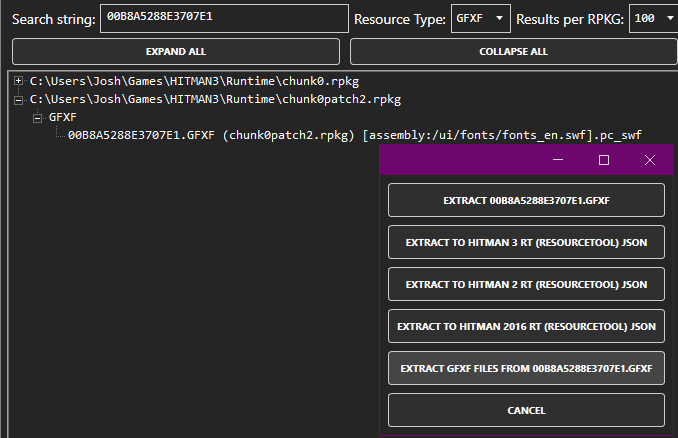 Search string: 00B8A5288E3707E1 Resource Type: GFXF Results per RPKG: 100
EXPAND ALL COLLAPSE ALL
C:\Users\Josh\Games\HITMAN3\Runtime\chunk0.rpkg
C:\Users\Josh\Games\HITMAN3\Runtime\chunk0patch2.rpkg
GFXF
00B8A5288E3707E1.GFXF (chunk0patch2.rpkg) [assembly:/ui/fonts/fonts_en.swf].pc_swf
EXTRACT 00B8A5288E3707E1.GFXF
EXTRACT TO HITMAN 3 RT (RESOURCETOOL) JSON
EXTRACT TO HITMAN 2 RT (RESOURCETOOL) JSON
EXTRACT TO HITMAN 2016 RT (RESOURCETOOL) JSON
EXTRACT GFXF FILES FROM 00B8A5288E3707E1.GFXF
CANCEL